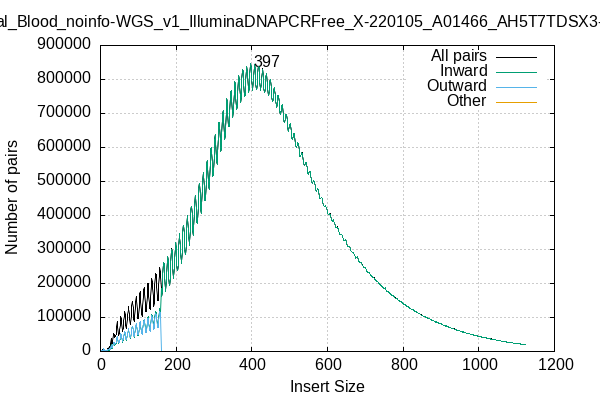 al_Blood_noinfo-WGS_v1_IlluminaDNAPCRFree_X-220105_A01466_AH5T7TDSX3-
900000
800000
700000
600000
500000
400000
300000
200000
100000
0
Number of pairs
397
All pairs
Inward
Outward
Other
0 200 400 600 800 1000 1200
Insert Size